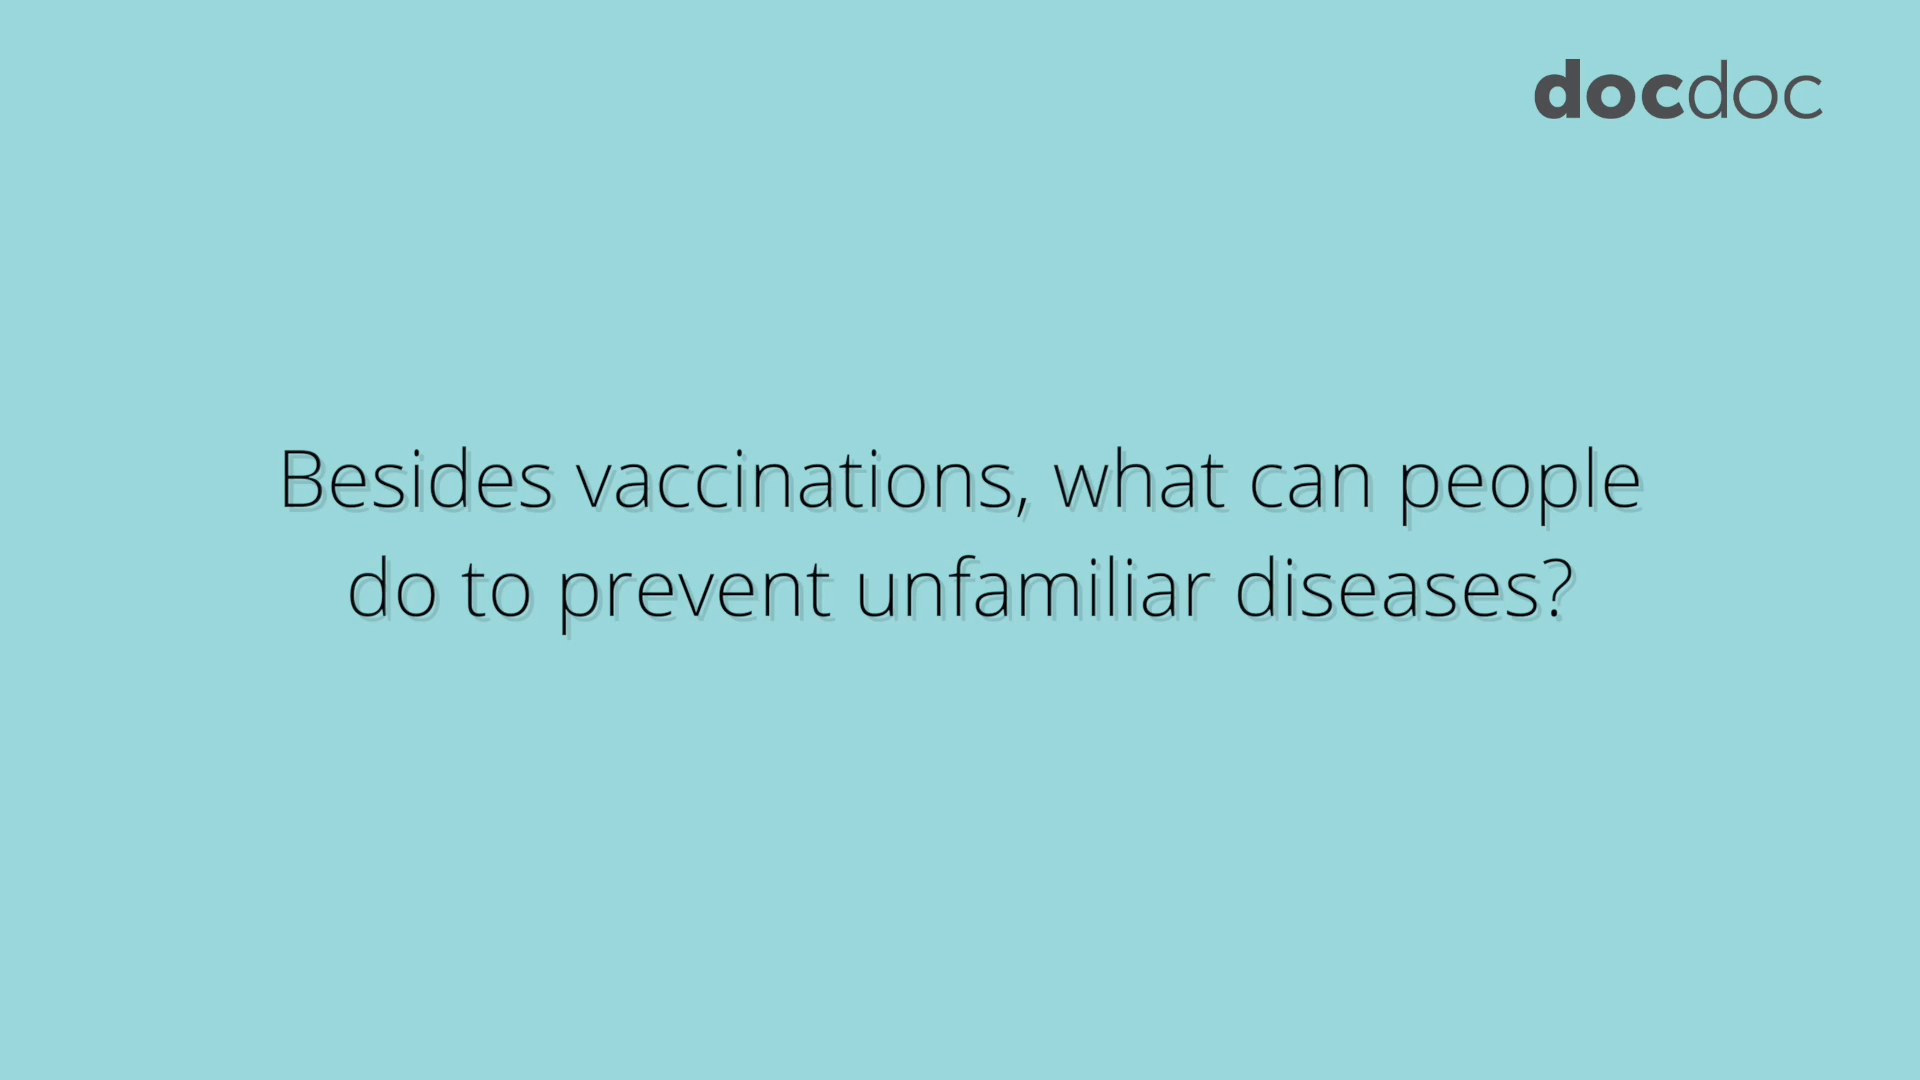 docdoc
Besides vaccinations, what can people
do to prevent unfamiliar diseases?